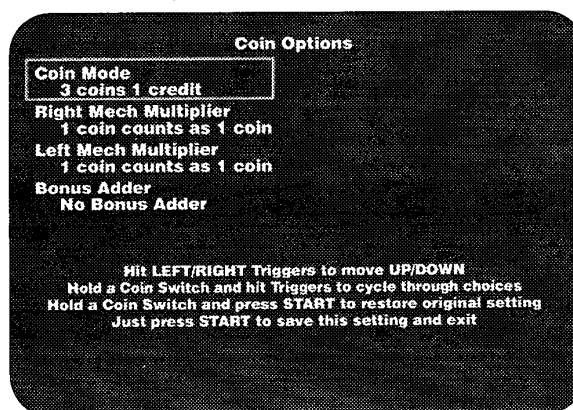 Coin Options
Coin Mode
3 coins 1 credit
Right Mech Multiplier
1 coin counts as 1 coin
Left Mech Multiplier
1 coin counts as 1 coin
Bonus Adder
No Bonus Adder
Hit LEFT/RIGHT Triggers to move UP/DOWN
Hold a Coin Switch and hit Triggers to cycle through choices
Hold a Coin Switch and press START to restore original setting
Just press START to save this setting and exit